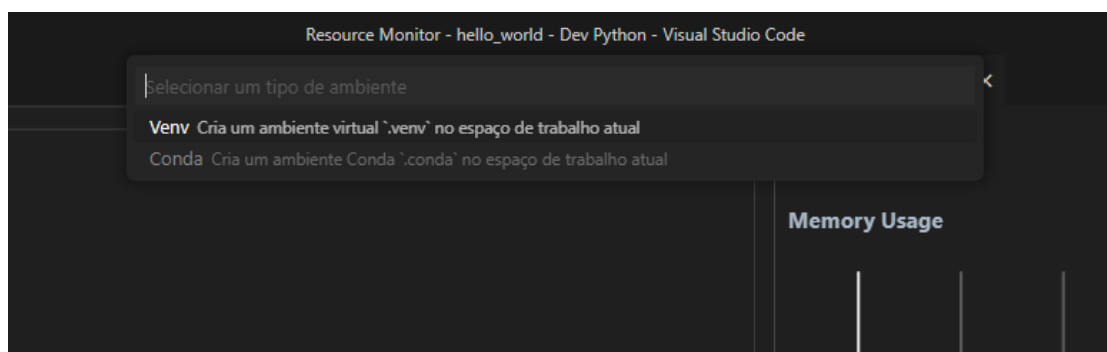 Resource Monitor - hello_world - Dev Python - Visual Studio Code
Selecionar um tipo de ambiente
Venv Cria um ambiente virtual `.venv` no espaço de trabalho atual
Conda Cria um ambiente Conda `.conda` no espaço de trabalho atual
Memory Usage